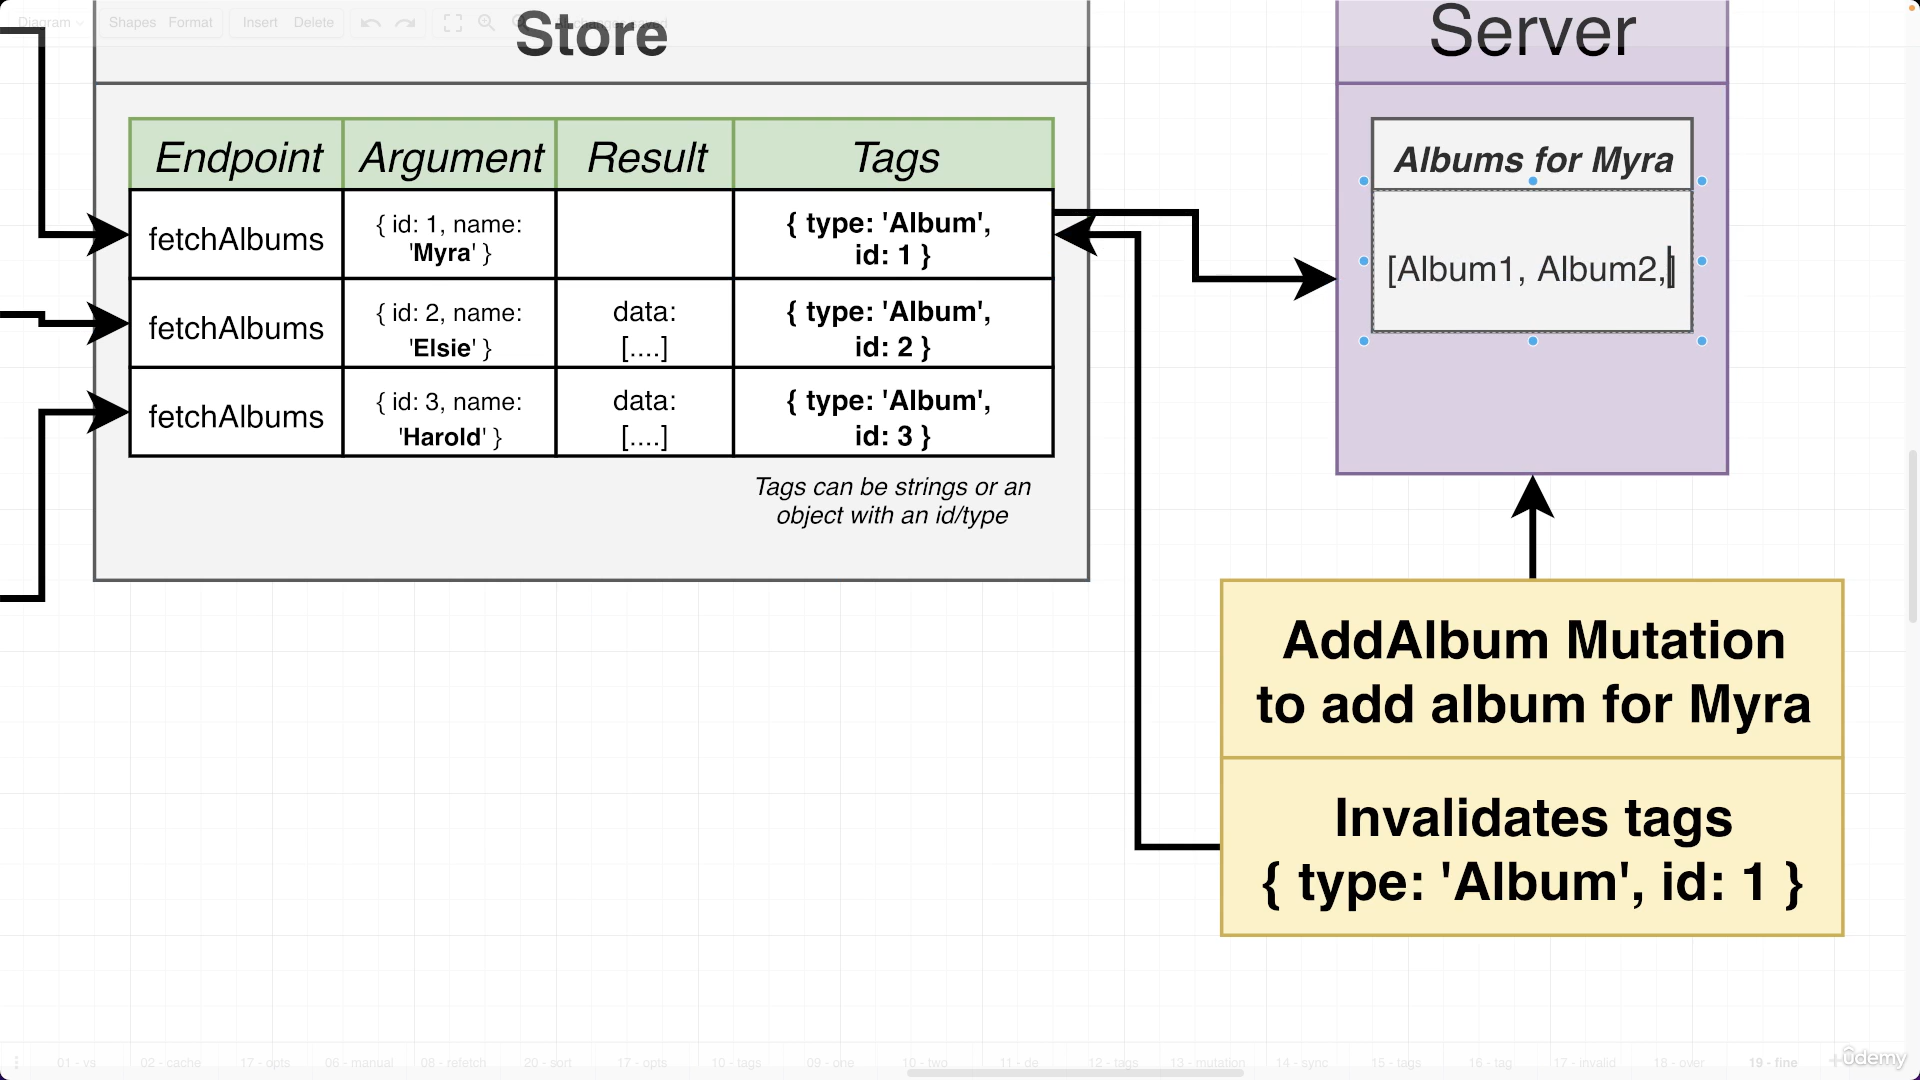 Diagram
Shapes
Format
Insert
Delete
Store
Server
Endpoint
Argument
Result
Tags
fetchAlbums
{ id: 1, name:
'Myra' }
{ type: 'Album',
id: 1 }
fetchAlbums
{ id: 2, name:
'Elsie' }
data:
[....]
{ type: 'Album',
id: 2 }
fetchAlbums
{ id: 3, name:
'Harold' }
data:
[....]
{ type: 'Album',
id: 3 }
Tags can be strings or an
object with an id/type
Albums for Myra
[Album1, Album2,]
AddAlbum Mutation
to add album for Myra
Invalidates tags
{ type: 'Album', id: 1 }
01 - vs
02 - cache
17 - opts
06 - manual
08 - refetch
20 - sort
17 - opts
10 - tags
09 - one
10 - two
11 - de
12 - tags
13 - mutation
14 - sync
15 - tags
16 - tag
17 - invalid
18 - over
19 - fine
ûdemy